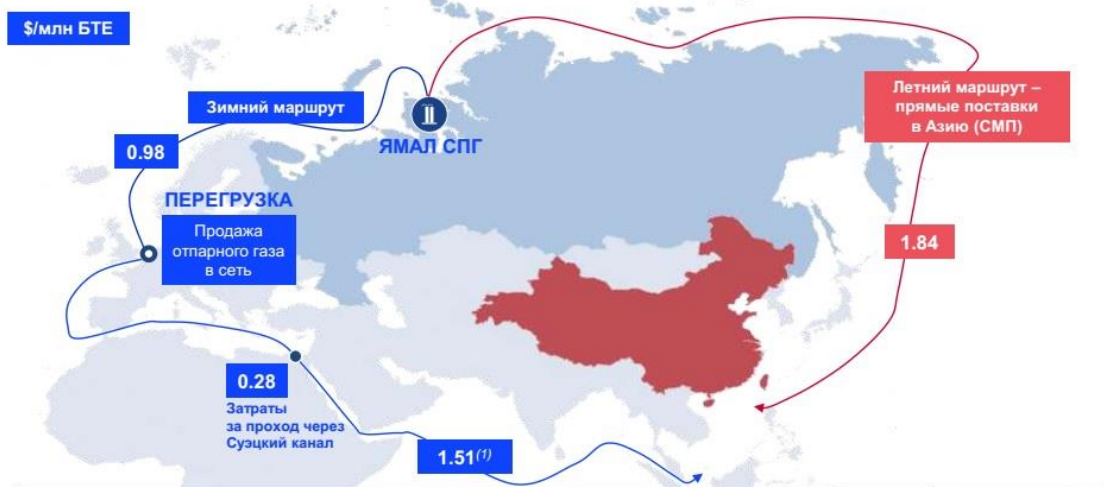 $/млн БТЕ
Зимний маршрут
ЯМАЛ СПГ
Летний маршрут –
прямые поставки
в Азию (СМП)
0.98
ПЕРЕГРУЗКА
Продажа
отпарного газа
в сеть
1.84
0.28
Затраты
за проход через
Суэцкий канал
1.51(1)